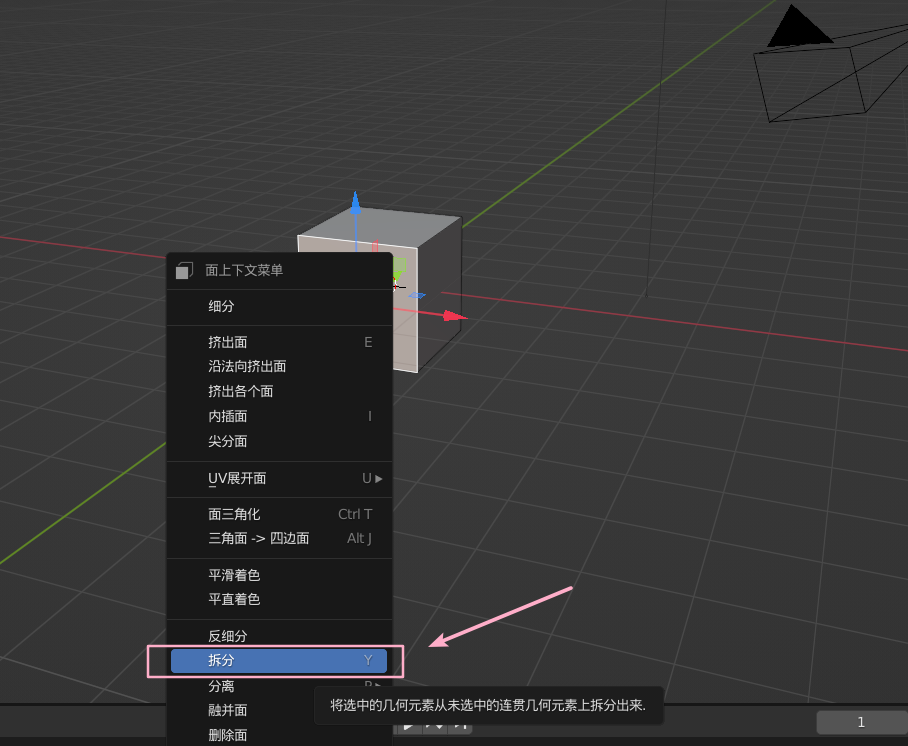 面上下文菜单
细分
挤出面 E
沿法向挤出面
挤出各个面
内插面 I
尖分面
UV展开面 U
面三角化 Ctrl T
三角面 -> 四边面 Alt J
平滑着色
平直着色
反细分
拆分 Y
分离 P
融并面
删除面
将选中的几何元素从未选中的连贯几何元素上拆分出来.
1